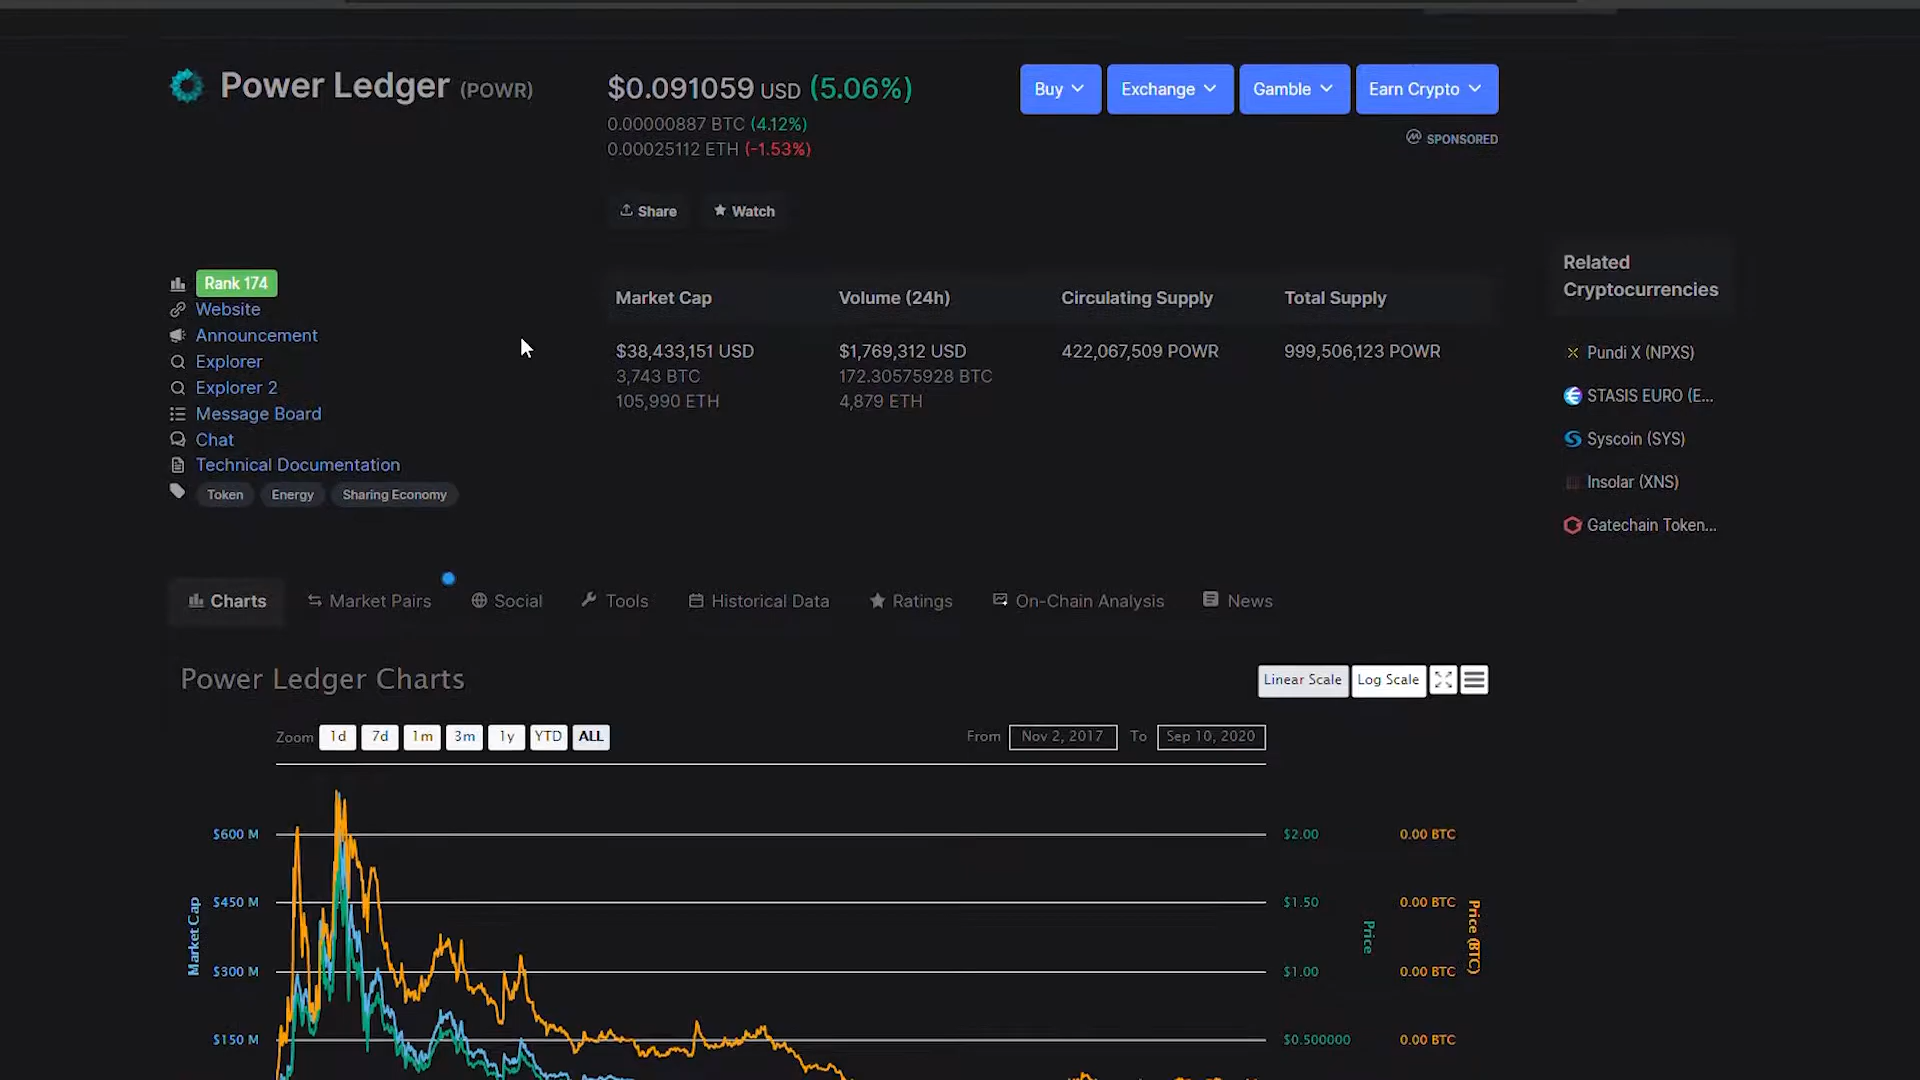 Power Ledger (POWR)
$0.091059 USD (5.06%)
0.00000887 BTC (4.12%)
0.00025112 ETH (-1.53%)
Buy
Exchange
Gamble
Earn Crypto
SPONSORED
Share
Watch
Rank 174
Website
Announcement
Explorer
Explorer 2
Message Board
Chat
Technical Documentation
Token
Energy
Sharing Economy
Market Cap
Volume (24h)
Circulating Supply
Total Supply
$38,433,151 USD
$1,769,312 USD
422,067,509 POWR
999,506,123 POWR
3,743 BTC
172.30575928 BTC
105,990 ETH
4,879 ETH
Related
Cryptocurrencies
Pundi X (NPXS)
STASIS EURO (E...
Syscoin (SYS)
Insolar (XNS)
Gatechain Token...
Charts
Market Pairs
Social
Tools
Historical Data
Ratings
On-Chain Analysis
News
Power Ledger Charts
Linear Scale
Log Scale
Zoom
1d
7d
1m
3m
1y
YTD
ALL
From
Nov 2, 2017
To
Sep 10, 2020
Market Cap
$600 M
$450 M
$300 M
$150 M
$2.00
$1.50
$1.00
$0.500000
Price
0.00 BTC
0.00 BTC
0.00 BTC
0.00 BTC
Price (BTC)